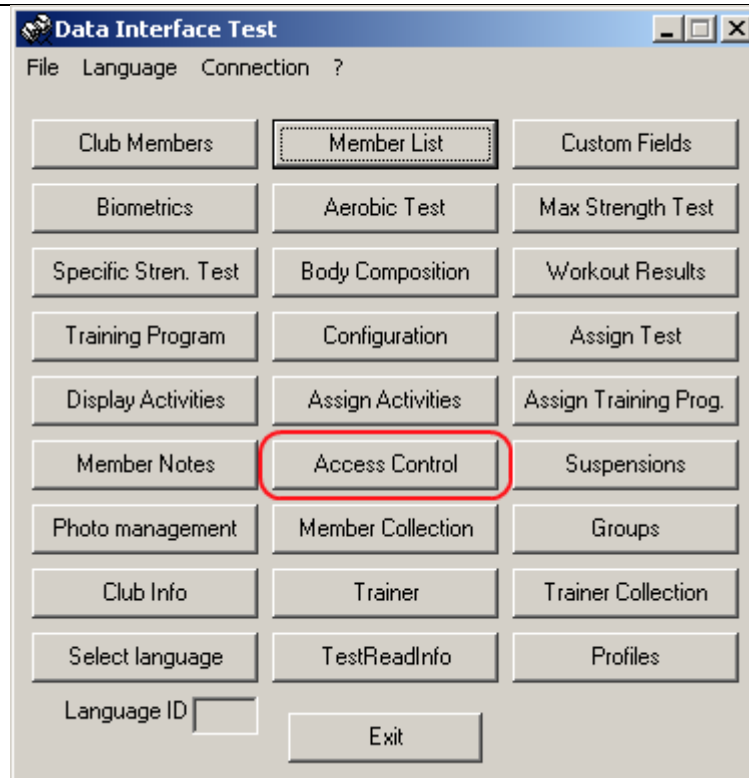 Data Interface Test
File Language Connection ?
Club Members Member List Custom Fields
Biometrics Aerobic Test Max Strength Test
Specific Stren. Test Body Composition Workout Results
Training Program Configuration Assign Test
Display Activities Assign Activities Assign Training Prog.
Member Notes Access Control Suspensions
Photo management Member Collection Groups
Club Info Trainer Trainer Collection
Select language TestReadInfo Profiles
Language ID
Exit